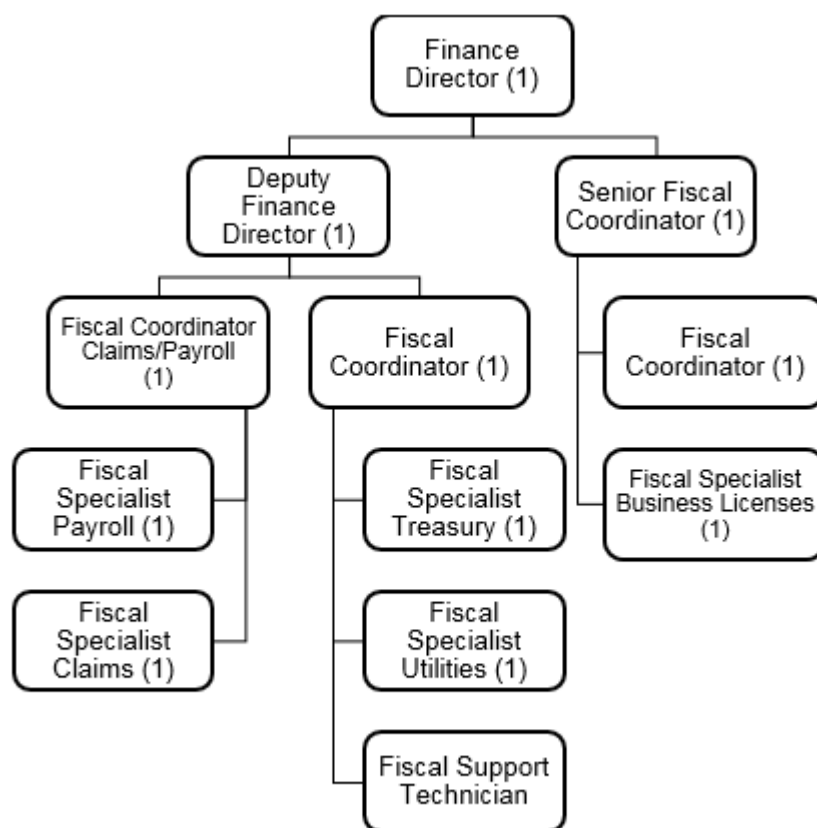 Finance
Director (1)
Deputy
Finance
Director (1)
Senior Fiscal
Coordinator (1)
Fiscal Coordinator
Claims/Payroll
(1)
Fiscal
Coordinator (1)
Fiscal
Coordinator (1)
Fiscal
Specialist
Payroll (1)
Fiscal
Specialist
Treasury (1)
Fiscal Specialist
Business Licenses
(1)
Fiscal
Specialist
Claims (1)
Fiscal
Specialist
Utilities (1)
Fiscal Support
Technician